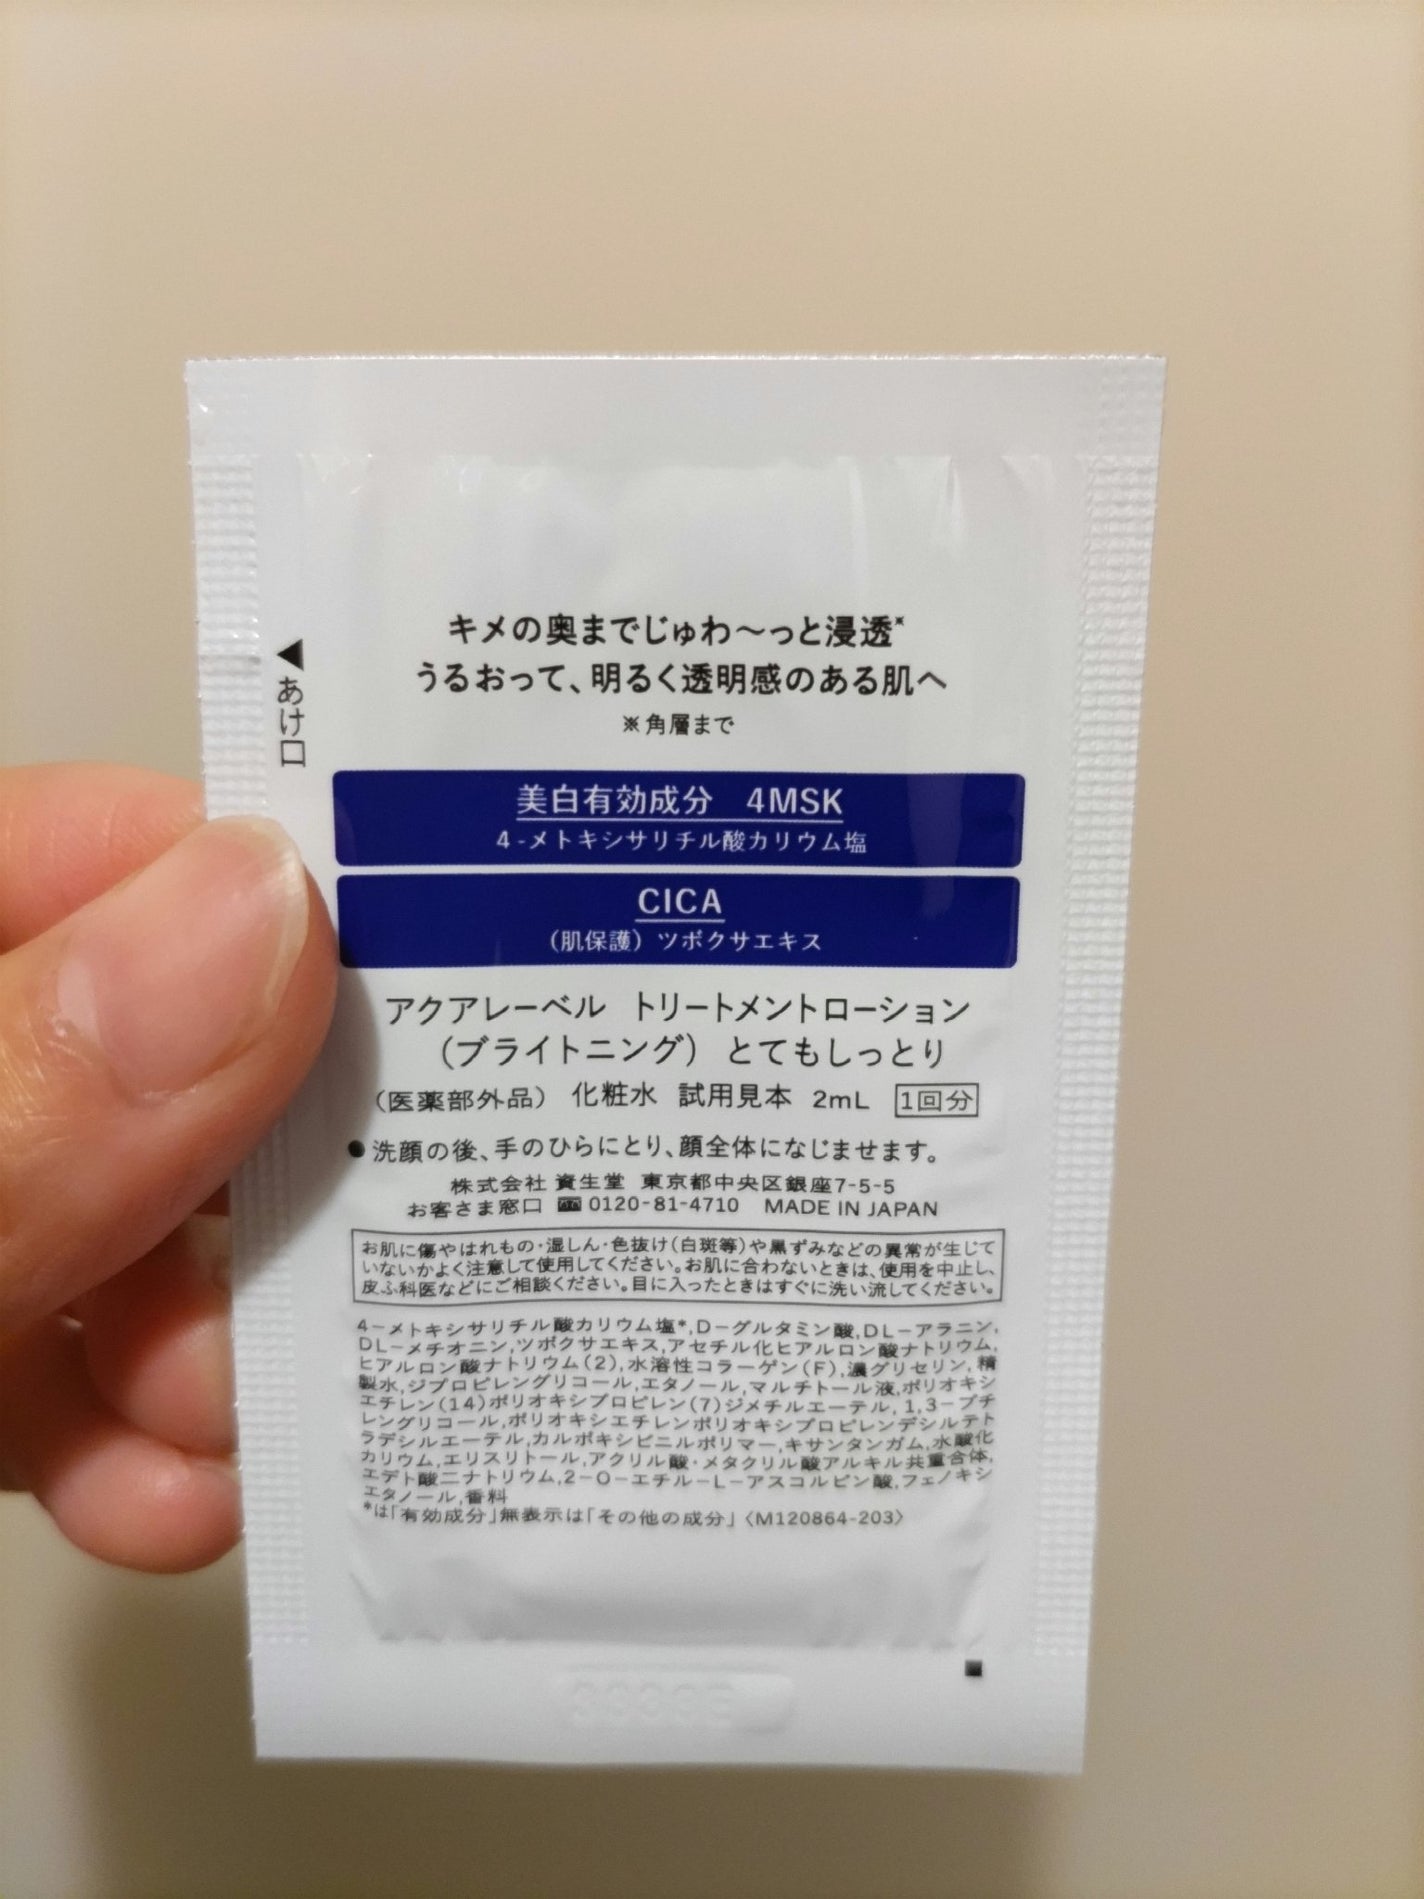 キメの奥までじゅわ〜っと浸透※
うるおって、明るく透明感のある肌へ
※角層まで
◀あけ口
美白有効成分 4MSK
4-メトキシサリチル酸カリウム塩
CICA
(肌保護) ツボクサエキス
アクアレーベル トリートメントローション
(ブライトニング) とてもしっとり
(医薬部外品) 化粧水 試用見本 2mL 1回分
●洗顔の後、手のひらにとり、顔全体になじませます。
株式会社 資生堂 東京都中央区銀座7-5-5
お客さま窓口 ☎0120-81-4710 MADE IN JAPAN
お肌に傷やはれもの・湿しん・色抜け(白斑等)や黒ずみなどの異常が生じて
いないかよく注意して使用してください。お肌に合わないときは、使用を中止し、
皮ふ科医などにご相談ください。目に入ったときはすぐに洗い流してください。
4-メトキシサリチル酸カリウム塩*,D-グルタミン酸,DL-アラニン,
DL-メチオニン,ツボクサエキス,アセチル化ヒアルロン酸ナトリウム,
ヒアルロン酸ナトリウム(2),水溶性コラーゲン(F),濃グリセリン,精
製水,ジプロピレングリコール,エタノール,マルチトール液,ポリオキシ
エチレン(14)ポリオキシプロピレン(7)ジメチルエーテル,1,3-ブチ
レングリコール,ポリオキシエチレンポリオキシプロピレンデシルテト
ラデシルエーテル,カルボキシビニルポリマー,キサンタンガム,水酸化
カリウム,エリスリトール,アクリル酸・メタクリル酸アルキル共重合体,
エデト酸二ナトリウム,2-O-エチル-L-アスコルビン酸,フェノキシ
エタノール,香料
*は「有効成分」無表示は「その他の成分」〈M120864-203〉